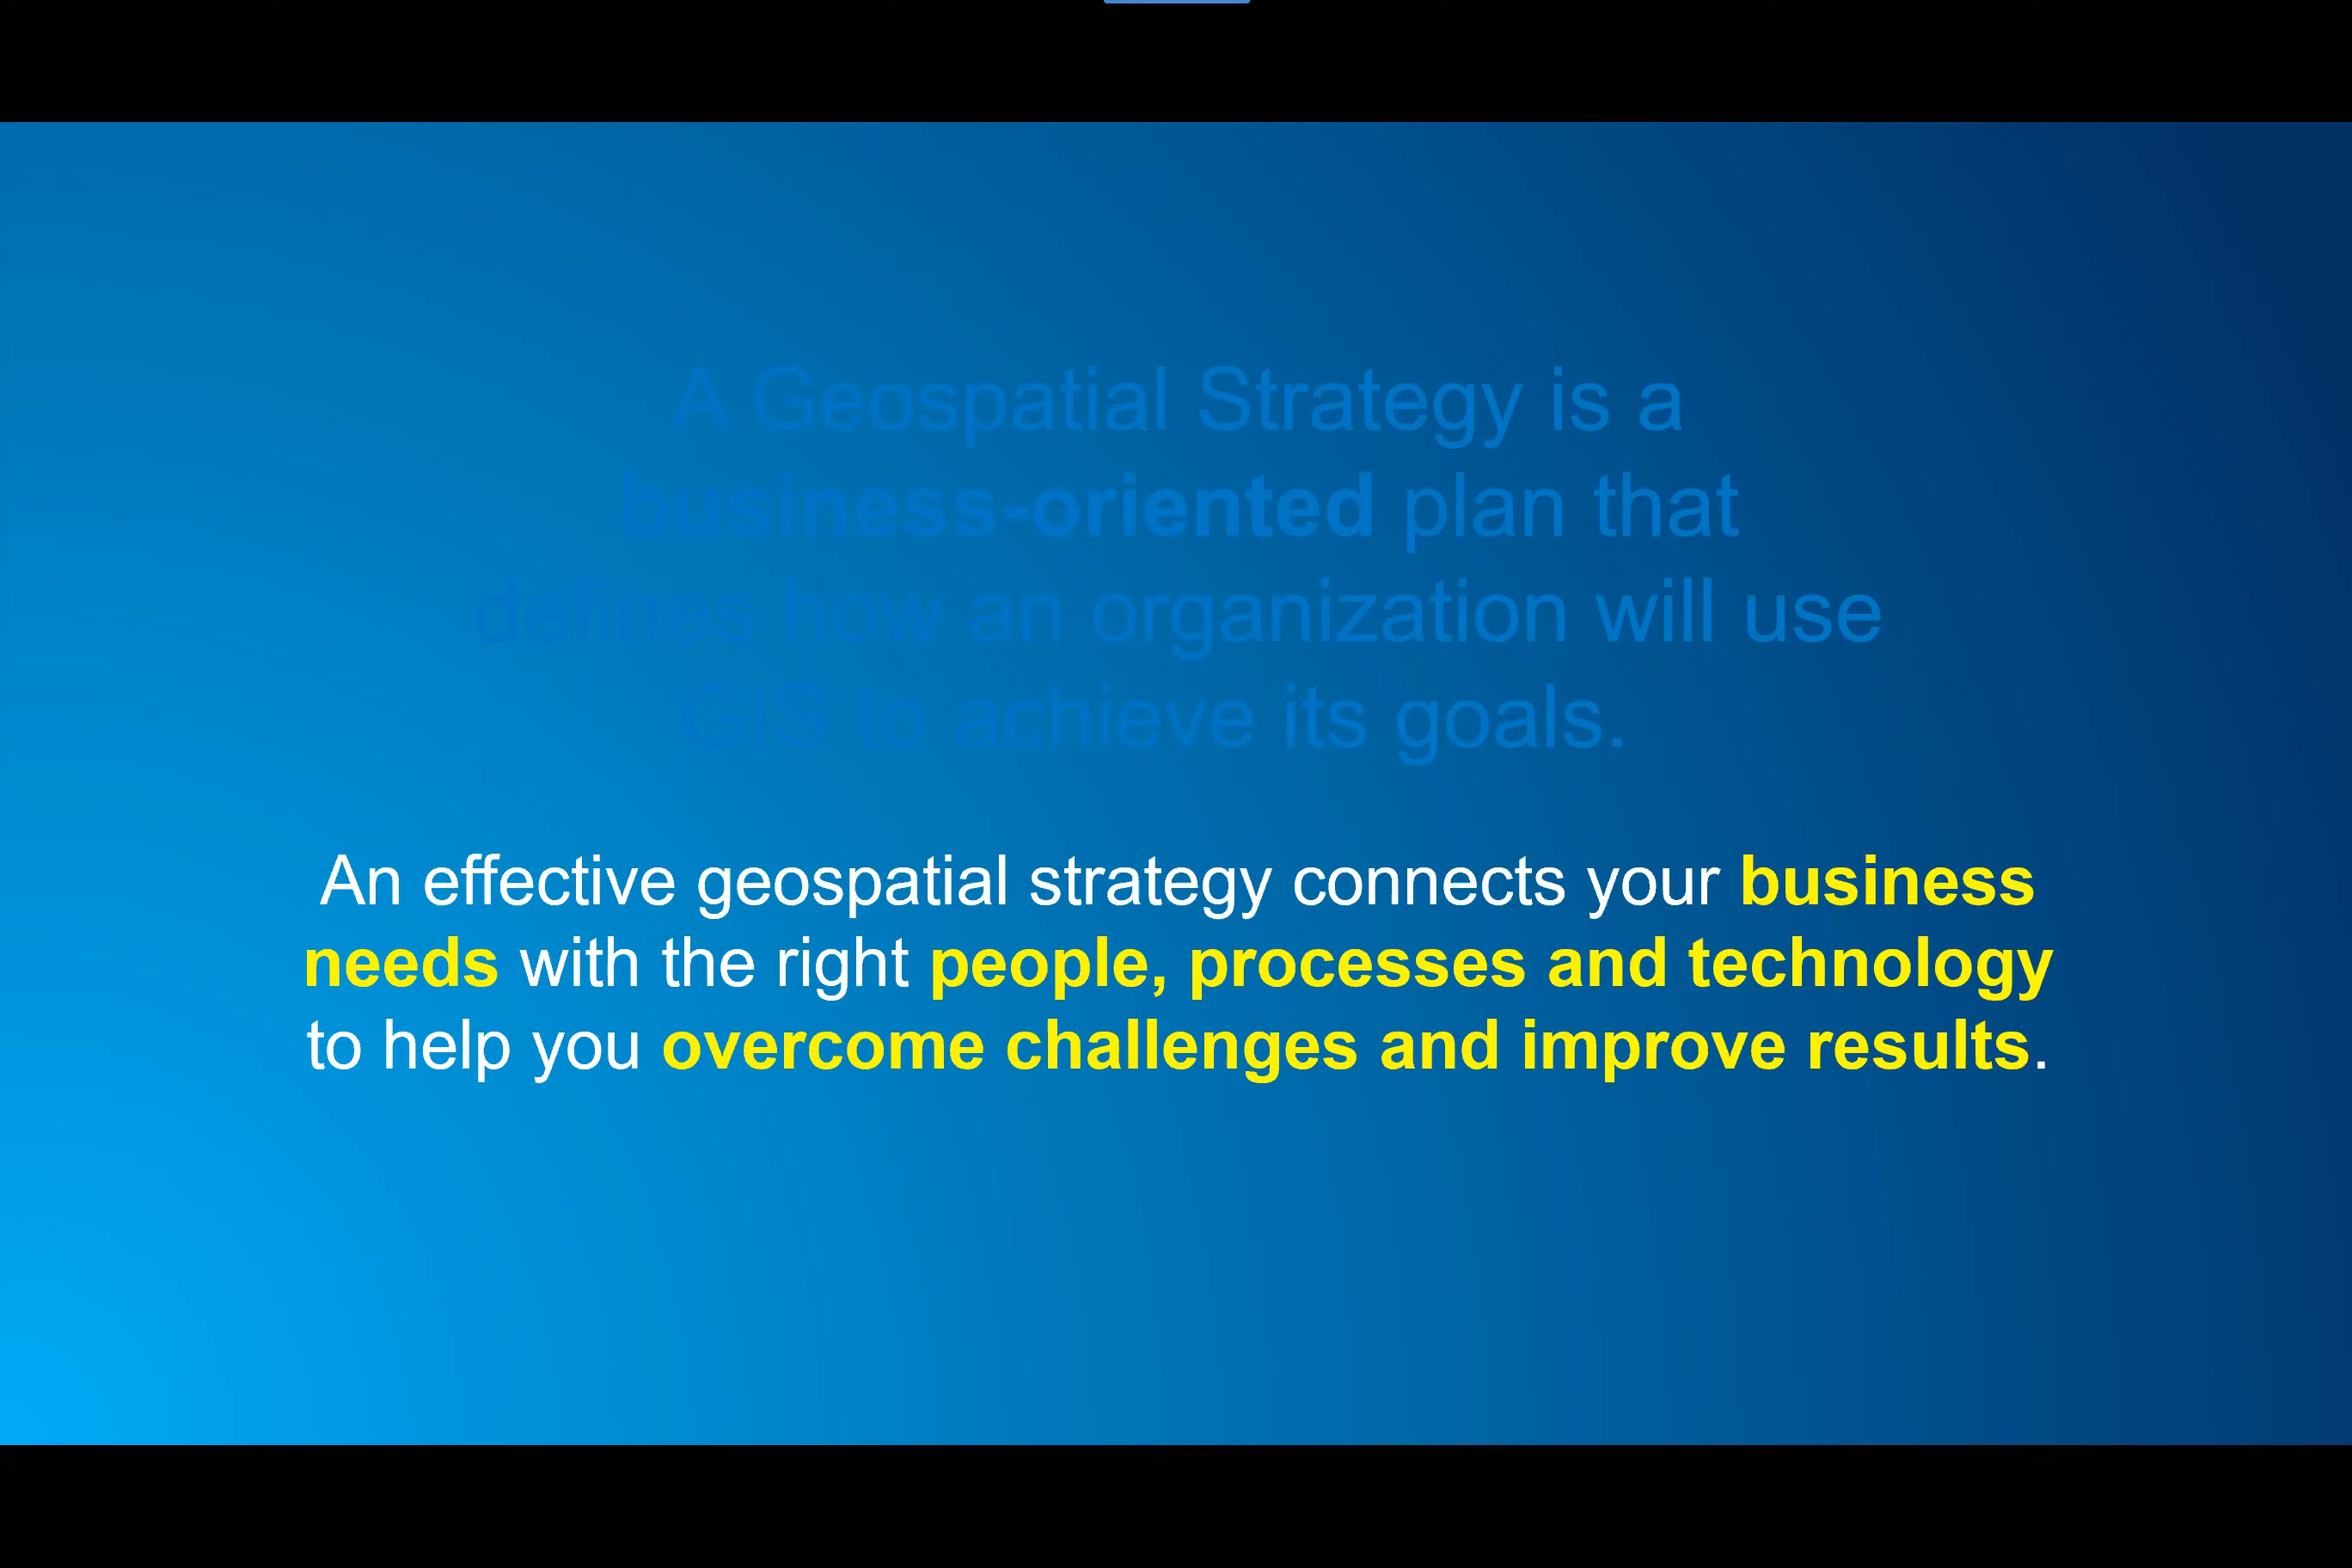 A Geospatial Strategy is a
business-oriented plan that
defines how an organization will use
GIS to achieve its goals.
An effective geospatial strategy connects your business
needs with the right people, processes and technology
to help you overcome challenges and improve results.